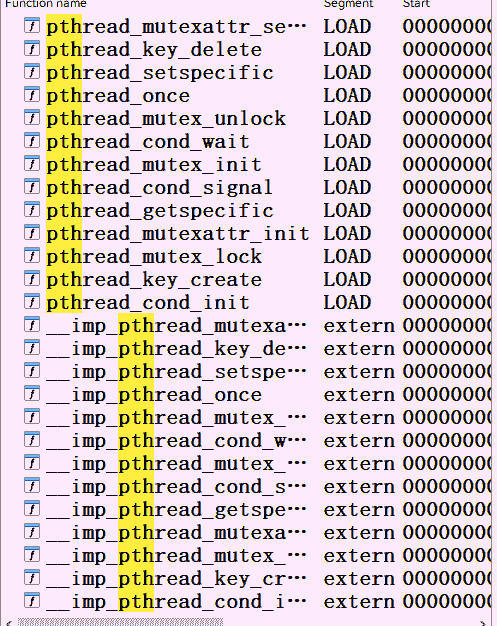 Function name Segment Start
pthread_mutexattr_se… LOAD 00000000
pthread_key_delete LOAD 00000000
pthread_setspecific LOAD 00000000
pthread_once LOAD 00000000
pthread_mutex_unlock LOAD 00000000
pthread_cond_wait LOAD 00000000
pthread_mutex_init LOAD 00000000
pthread_cond_signal LOAD 00000000
pthread_getspecific LOAD 00000000
pthread_mutexattr_init LOAD 00000000
pthread_mutex_lock LOAD 00000000
pthread_key_create LOAD 00000000
pthread_cond_init LOAD 00000000
__imp_pthread_mutexa… extern 00000000
__imp_pthread_key_de… extern 00000000
__imp_pthread_setspe… extern 00000000
__imp_pthread_once extern 00000000
__imp_pthread_mutex_… extern 00000000
__imp_pthread_cond_w… extern 00000000
__imp_pthread_mutex_… extern 00000000
__imp_pthread_cond_s… extern 00000000
__imp_pthread_getspe… extern 00000000
__imp_pthread_mutexa… extern 00000000
__imp_pthread_mutex_… extern 00000000
__imp_pthread_key_cr… extern 00000000
__imp_pthread_cond_i… extern 00000000